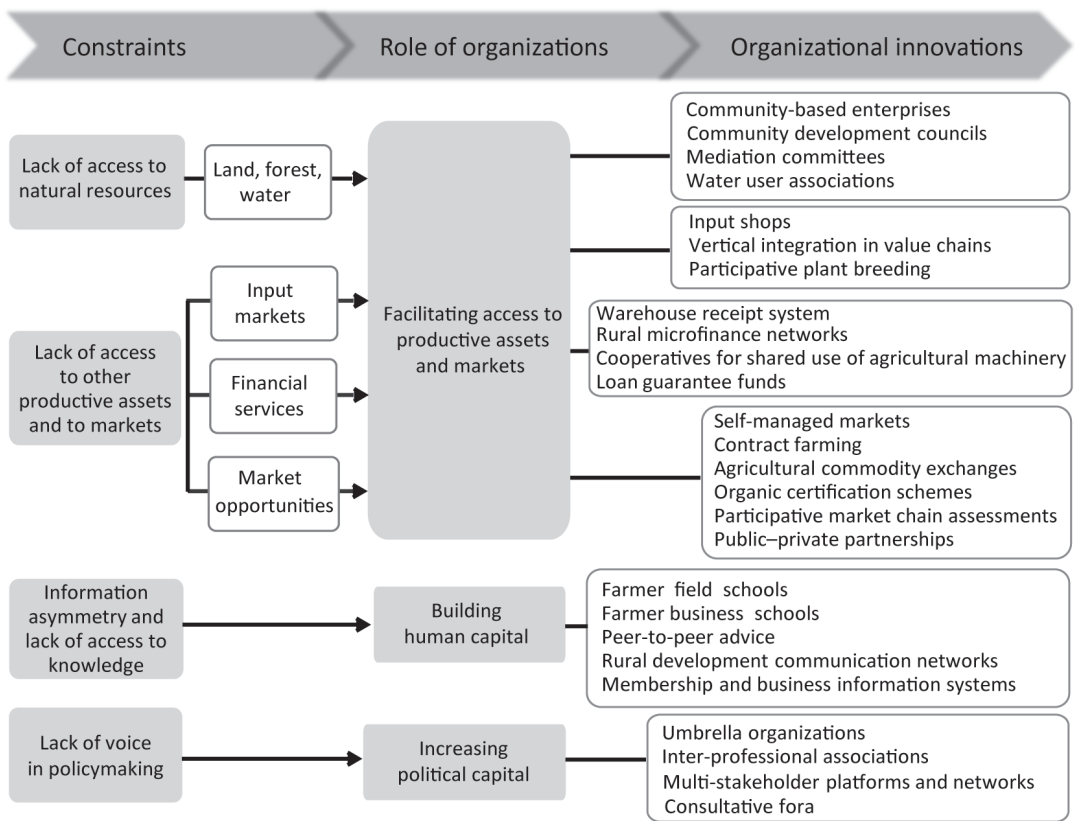 Constraints
Role of organizations
Organizational innovations
Lack of access to
natural resources
Land, forest,
water
Input
markets
Lack of access
to other
productive assets
and to markets
Financial
services
Market
opportunities
Facilitating access to
productive assets
and markets
Community-based enterprises
Community development councils
Mediation committees
Water user associations
Input shops
Vertical integration in value chains
Participative plant breeding
Warehouse receipt system
Rural microfinance networks
Cooperatives for shared use of agricultural machinery
Loan guarantee funds
Self-managed markets
Contract farming
Agricultural commodity exchanges
Organic certification schemes
Participative market chain assessments
Public–private partnerships
Information
asymmetry and
lack of access to
knowledge
Building
human capital
Farmer field schools
Farmer business schools
Peer-to-peer advice
Rural development communication networks
Membership and business information systems
Lack of voice
in policymaking
Increasing
political capital
Umbrella organizations
Inter-professional associations
Multi-stakeholder platforms and networks
Consultative fora